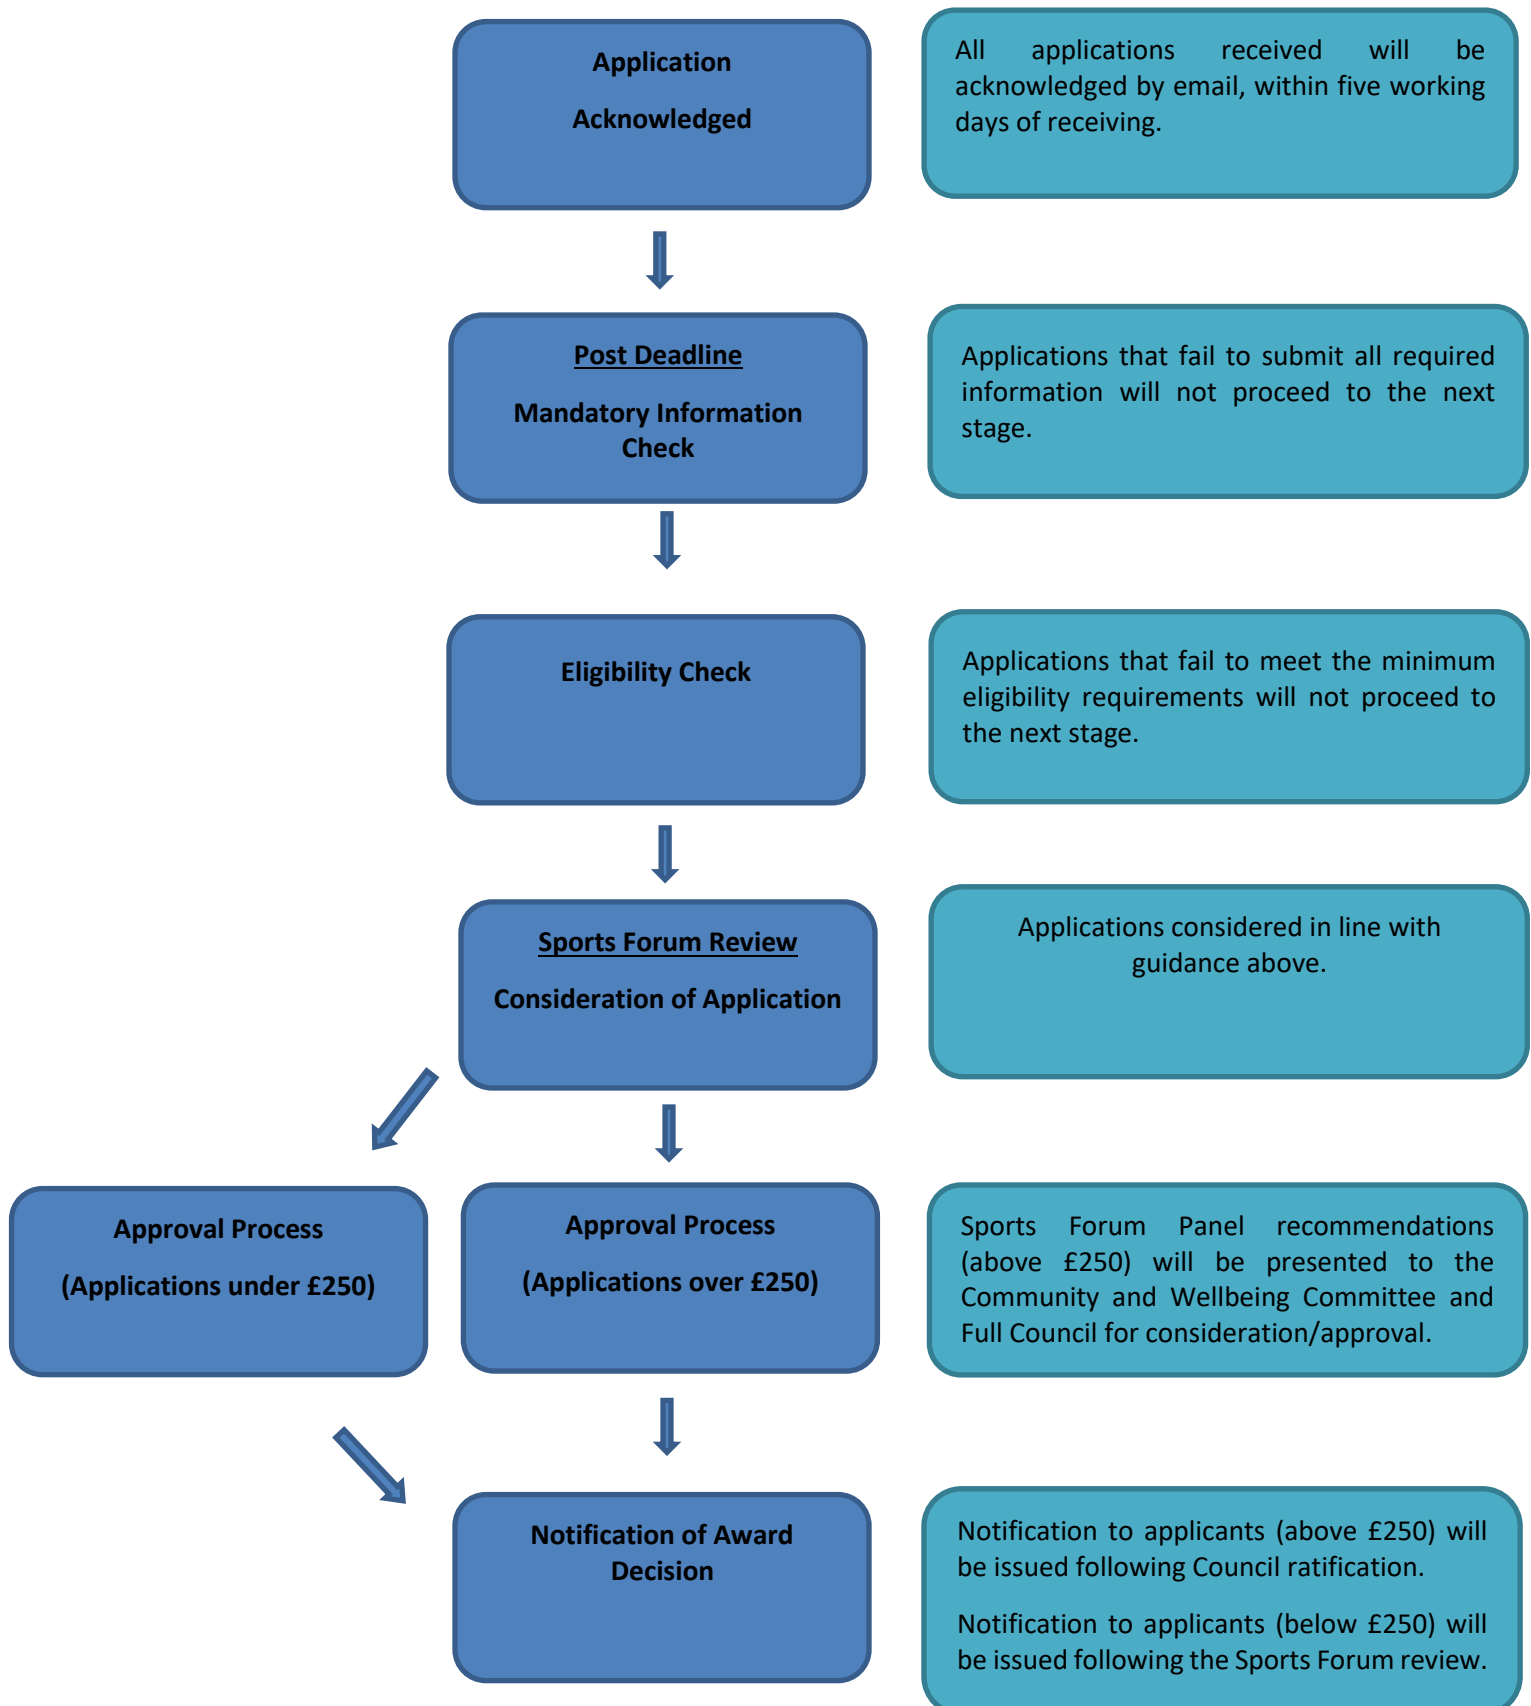 Application
Acknowledged
All applications received will be
acknowledged by email, within five working
days of receiving.
Post Deadline
Mandatory Information
Check
Applications that fail to submit all required
information will not proceed to the next
stage.
Eligibility Check
Applications that fail to meet the minimum
eligibility requirements will not proceed to
the next stage.
Sports Forum Review
Consideration of Application
Applications considered in line with
guidance above.
Approval Process
(Applications under £250)
Approval Process
(Applications over £250)
Sports Forum Panel recommendations
(above £250) will be presented to the
Community and Wellbeing Committee and
Full Council for consideration/approval.
Notification of Award
Decision
Notification to applicants (above £250) will
be issued following Council ratification.
Notification to applicants (below £250) will
be issued following the Sports Forum review.